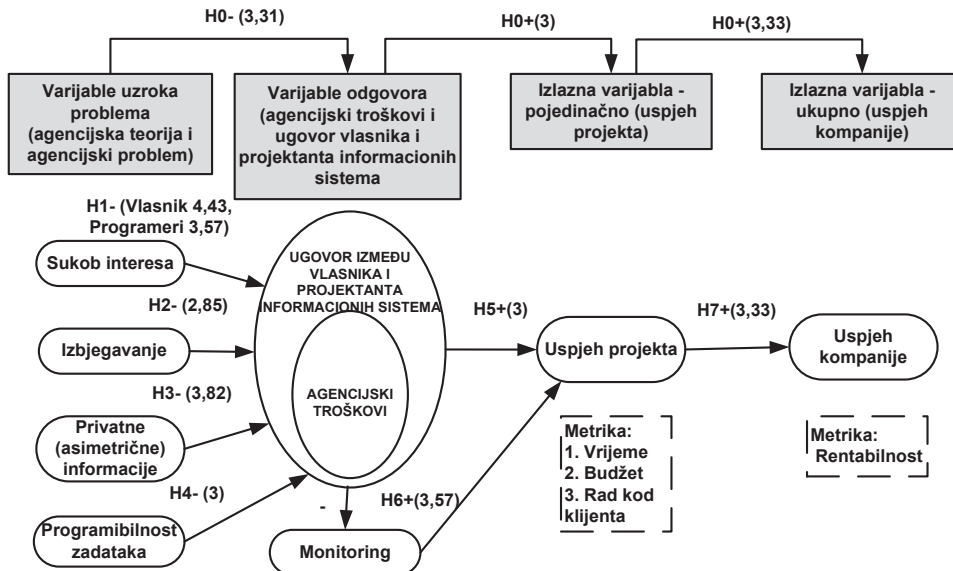 H0- (3,31)
H0+(3)
H0+(3,33)
Varijable uzroka
problema
(agencijska teorija i
agencijski problem)
Varijable odgovora
(agencijski troškovi i
ugovor vlasnika i
projektanta informacionih
sistema
Izlazna varijabla -
pojedinačno (uspjeh
projekta)
Izlazna varijabla -
ukupno (uspjeh
kompanije)
H1- (Vlasnik 4,43,
Programeri 3,57)
Sukob interesa
H2- (2,85)
Izbjegavanje
H3- (3,82)
Privatne
(asimetrične)
informacije
H4- (3)
Programibilnost
zadataka
UGOVOR IZMEĐU
VLASNIKA I
PROJEKTANTA
INFORMACIONIH SISTEMA
AGENCIJSKI
TROŠKOVI
-
Monitoring
H5+(3)
H6+(3,57)
Uspjeh projekta
H7+(3,33)
Uspjeh
kompanije
Metrika:
1. Vrijeme
2. Budžet
3. Rad kod
klijenta
Metrika:
Rentabilnost